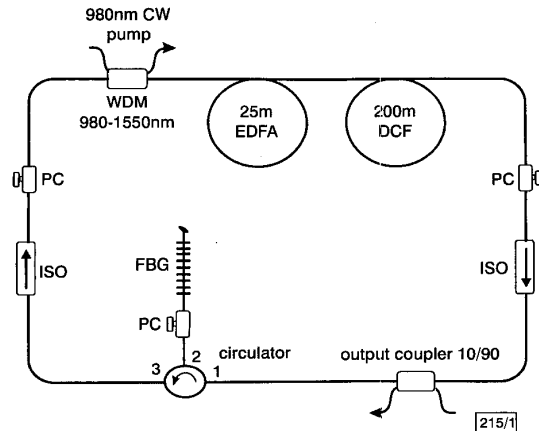 980nm CW
pump
WDM
980-1550nm
25m
EDFA
200m
DCF
PC
PC
ISO
ISO
FBG
PC
2
3
1
circulator
output coupler 10/90
215/1